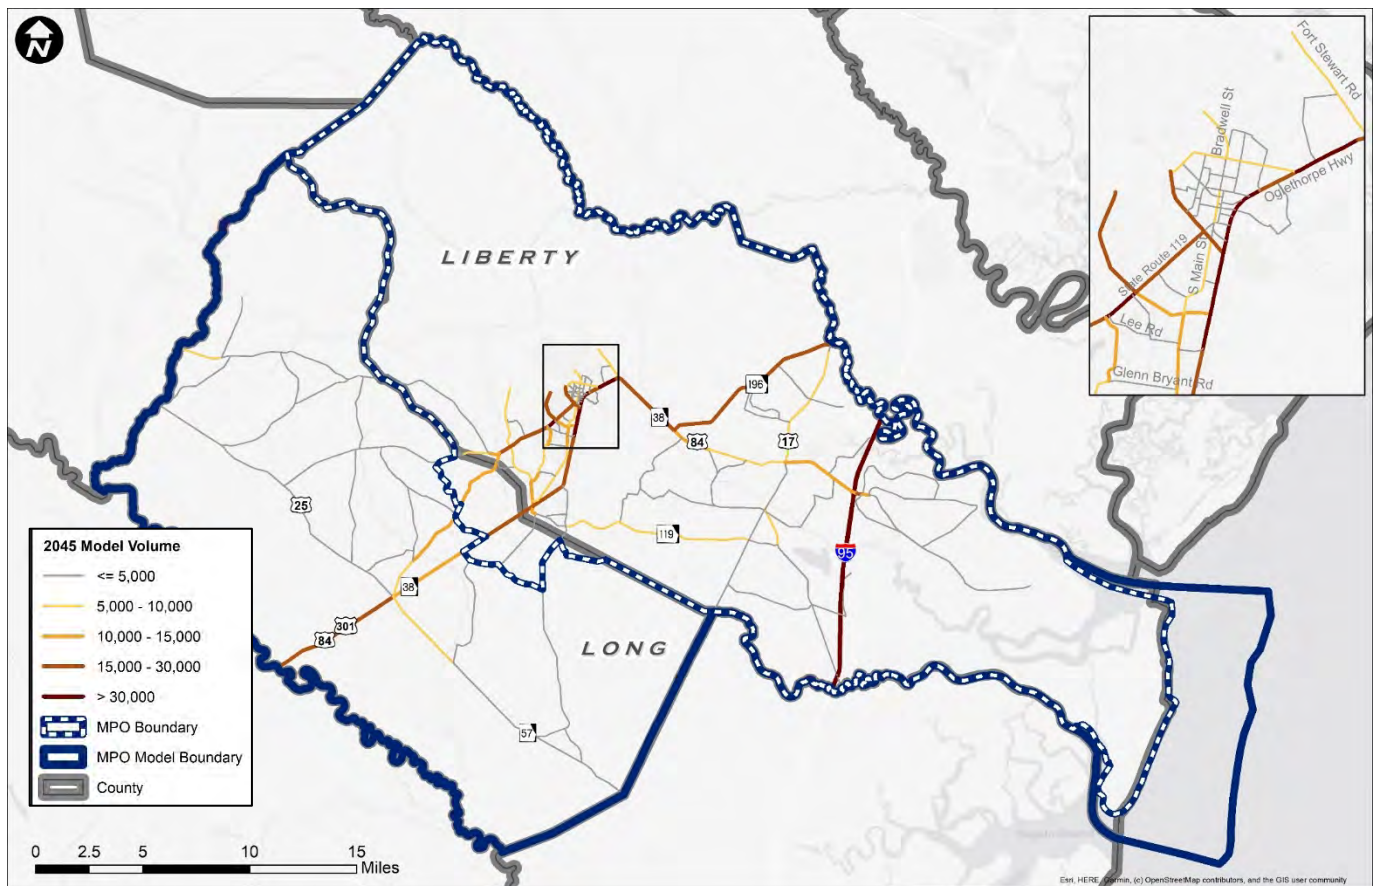 N
LIBERTY
LONG
196
38
84
17
25
119
95
38
301
84
57
Fort Stewart Rd
Bradwell St
Oglethorpe Hwy
State Route 119
S Main St
Lee Rd
Glenn Bryant Rd
2045 Model Volume
<= 5,000
5,000 - 10,000
10,000 - 15,000
15,000 - 30,000
> 30,000
MPO Boundary
MPO Model Boundary
County
0 2.5 5 10 15
Miles
Esri, HERE, Garmin, (c) OpenStreetMap contributors, and the GIS user community